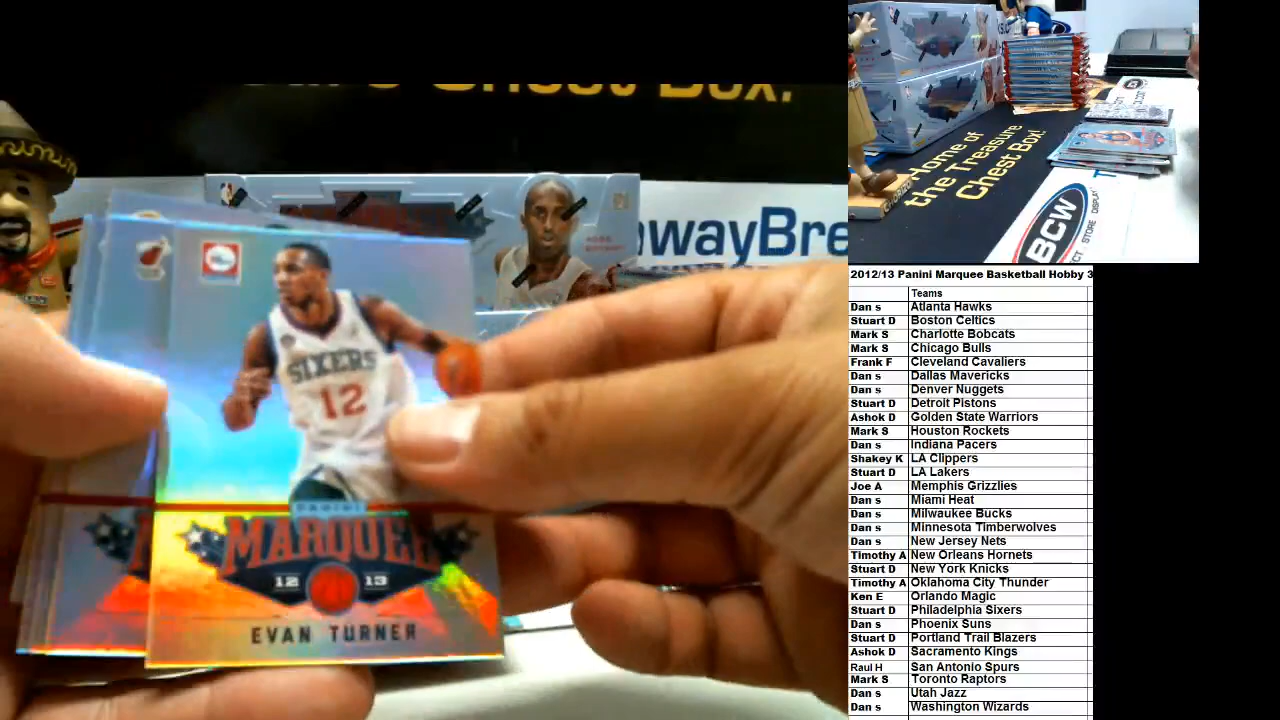 SIXERS
12
PANINI
MARQUEE
12 13
EVAN TURNER
Home of
the Treasure
Chest Box!
BCW
2012/13 Panini Marquee Basketball Hobby 3
Teams
Dan s Atlanta Hawks
Stuart D Boston Celtics
Mark S Charlotte Bobcats
Mark S Chicago Bulls
Frank F Cleveland Cavaliers
Dan s Dallas Mavericks
Dan s Denver Nuggets
Stuart D Detroit Pistons
Ashok D Golden State Warriors
Mark S Houston Rockets
Dan s Indiana Pacers
Shakey K LA Clippers
Stuart D LA Lakers
Joe A Memphis Grizzlies
Dan s Miami Heat
Dan s Milwaukee Bucks
Dan s Minnesota Timberwolves
Dan s New Jersey Nets
Timothy A New Orleans Hornets
Stuart D New York Knicks
Timothy A Oklahoma City Thunder
Ken E Orlando Magic
Stuart D Philadelphia Sixers
Dan s Phoenix Suns
Stuart D Portland Trail Blazers
Ashok D Sacramento Kings
Raul H San Antonio Spurs
Mark S Toronto Raptors
Dan s Utah Jazz
Dan s Washington Wizards